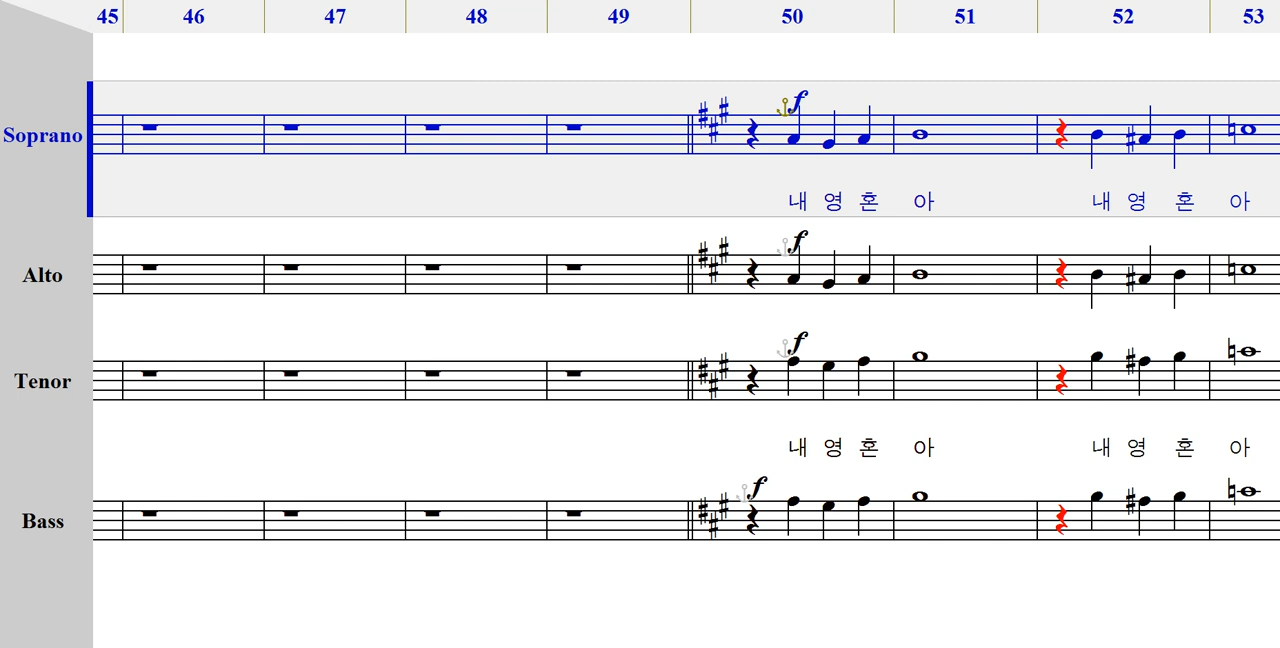 45 46 47 48 49 50 51 52 53
Soprano
f
내 영 혼 아 내 영 혼 아
Alto
f
Tenor
f
내 영 혼 아 내 영 혼 아
Bass
f